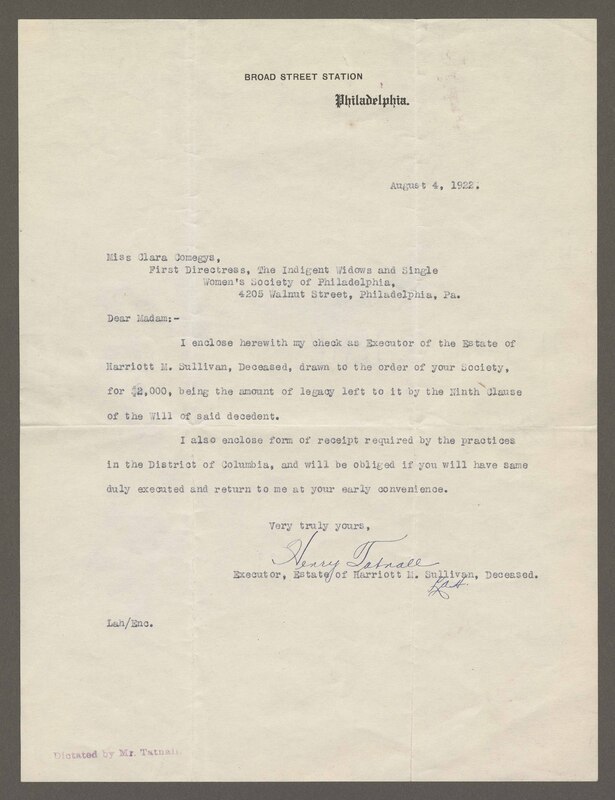 BROAD STREET STATION
Philadelphia.
August 4, 1922.
Miss Clara Comegys,
First Directress, The Indigent Widows and Single
Women's Society of Philadelphia,
4205 Walnut Street, Philadelphia, Pa.
Dear Madam:-
I enclose herewith my check as Executor of the Estate of
Harriott M. Sullivan, Deceased, drawn to the order of your Society,
for $2,000, being the amount of legacy left to it by the Ninth Clause
of the Will of said decedent.
I also enclose form of receipt required by the practices
in the District of Columbia, and will be obliged if you will have same
duly executed and return to me at your early convenience.
Very truly yours,
Henry Tatnall
Executor, Estate of Harriott M. Sullivan, Deceased.
Lah/Enc.
Dictated by Mr. Tatnall